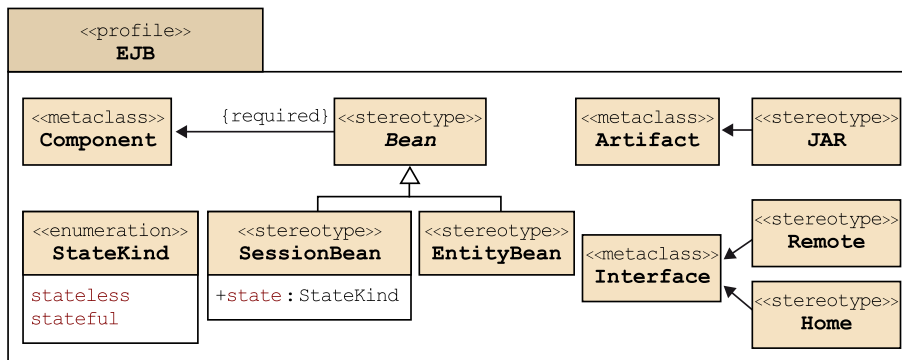 <<profile>>
EJB
<<metaclass>>
Component
{required}
<<stereotype>>
Bean
<<metaclass>>
Artifact
<<stereotype>>
JAR
<<enumeration>>
StateKind
stateless
stateful
<<stereotype>>
SessionBean
+state:StateKind
<<stereotype>>
EntityBean
<<metaclass>>
Interface
<<stereotype>>
Remote
<<stereotype>>
Home